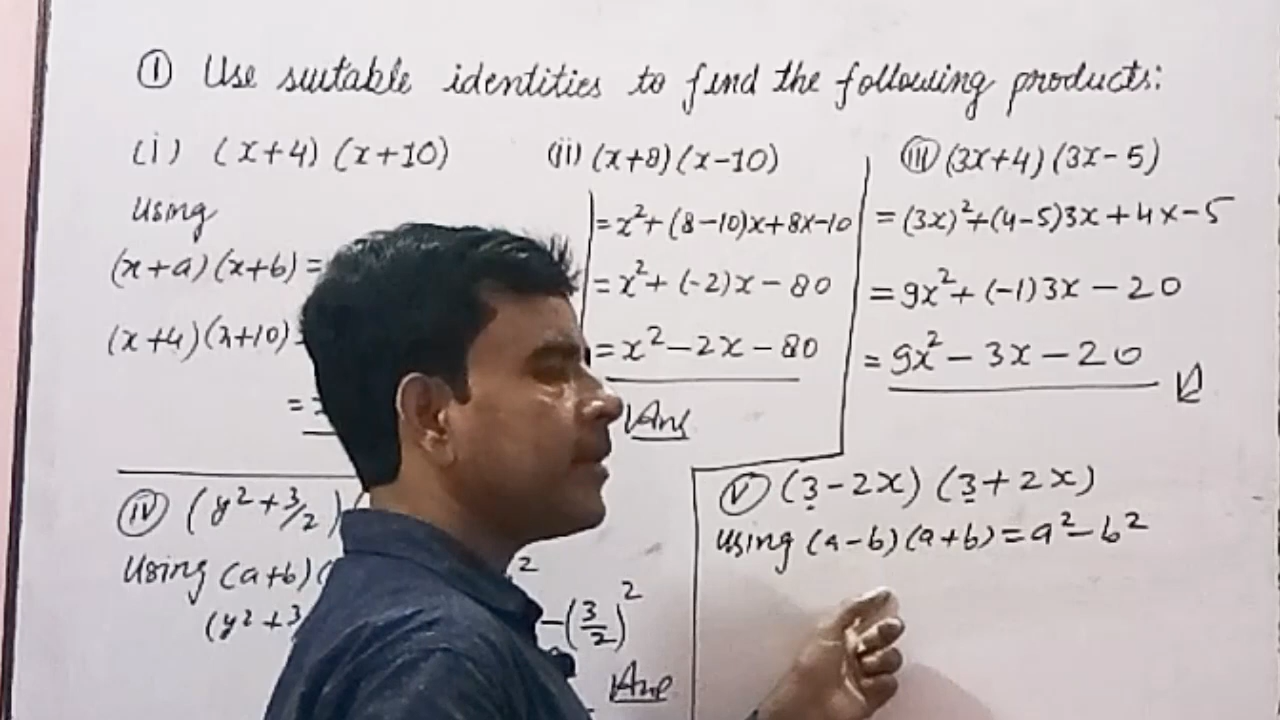 ① Use suitable identities to find the following products:
(i) (x+4) (x+10)
using
(x+a) (x+b) =
(x+4) (x+10)
=
(ii) (x+8) (x-10)
= x²+(8-10)x+8x-10
= x²+(-2)x-80
= x²-2x-80
Ans
(iii) (3x+4) (3x-5)
= (3x)²+(4-5)3x+4x-5
= 9x²+(-1)3x-20
= 9x²-3x-20
(iv) (y²+3/2)
Using (a+b)(
2
(y²+3
-(3/2)²
Ans
(v) (3-2x) (3+2x)
using (a-b)(a+b)=a²-b²